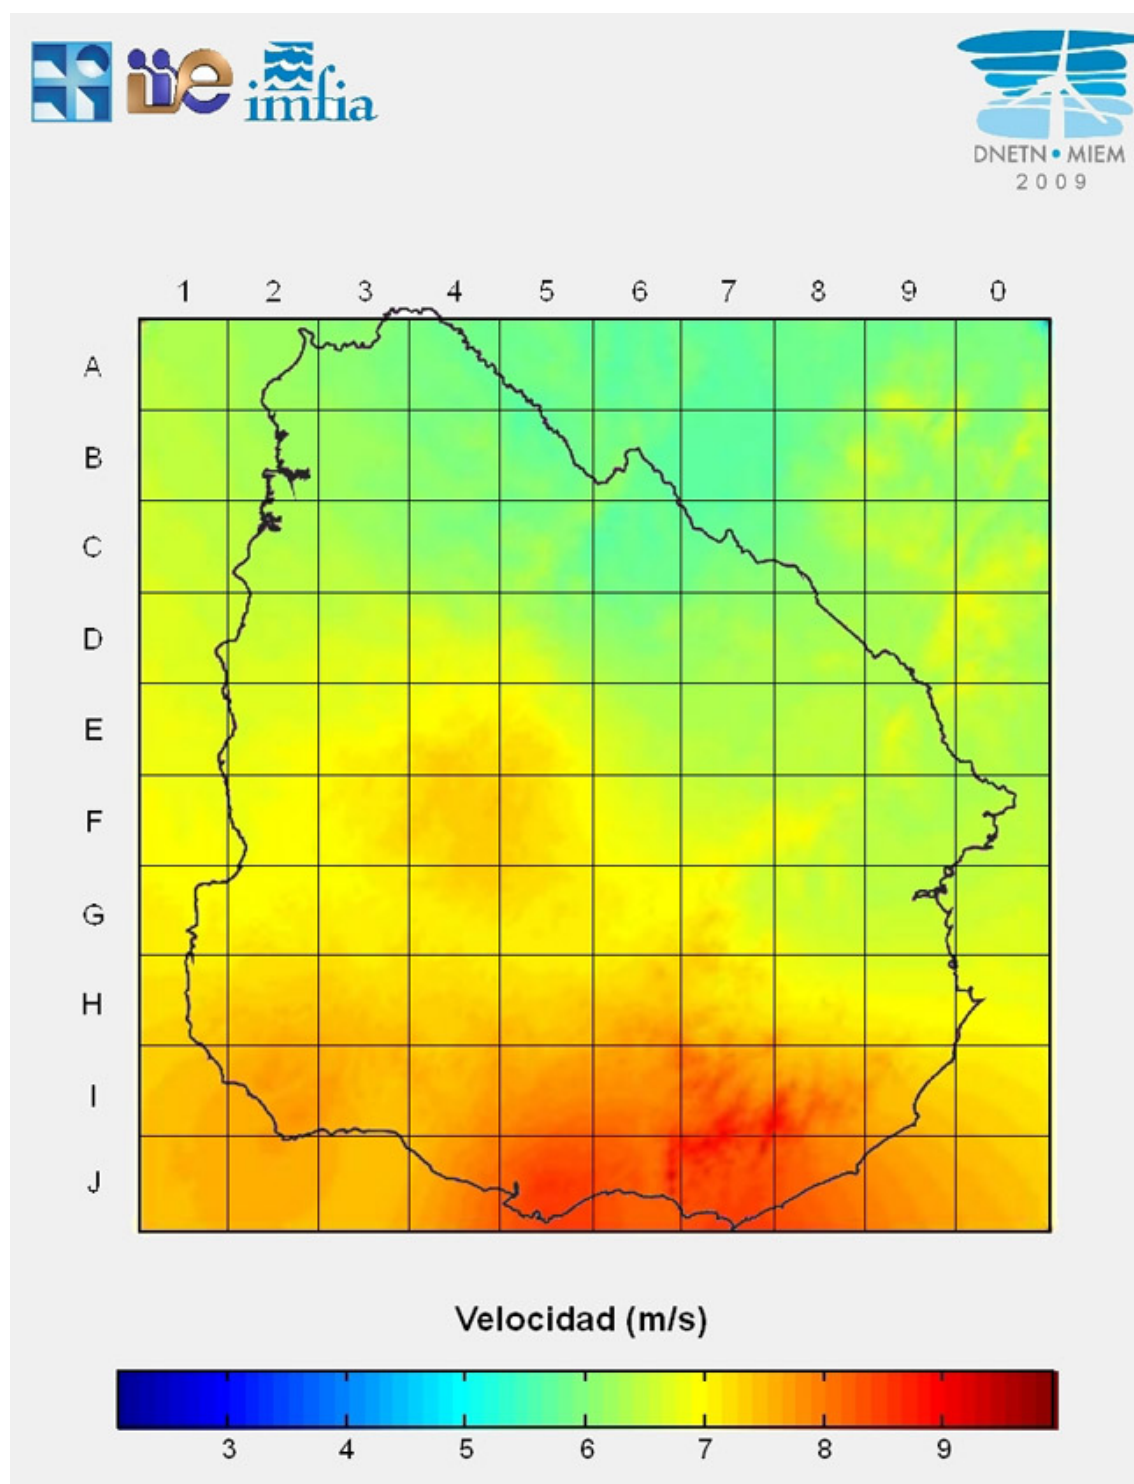 iie imfia
DNETN • MIEM
2009
1 2 3 4 5 6 7 8 9 0
A
B
C
D
E
F
G
H
I
J
Velocidad (m/s)
3 4 5 6 7 8 9